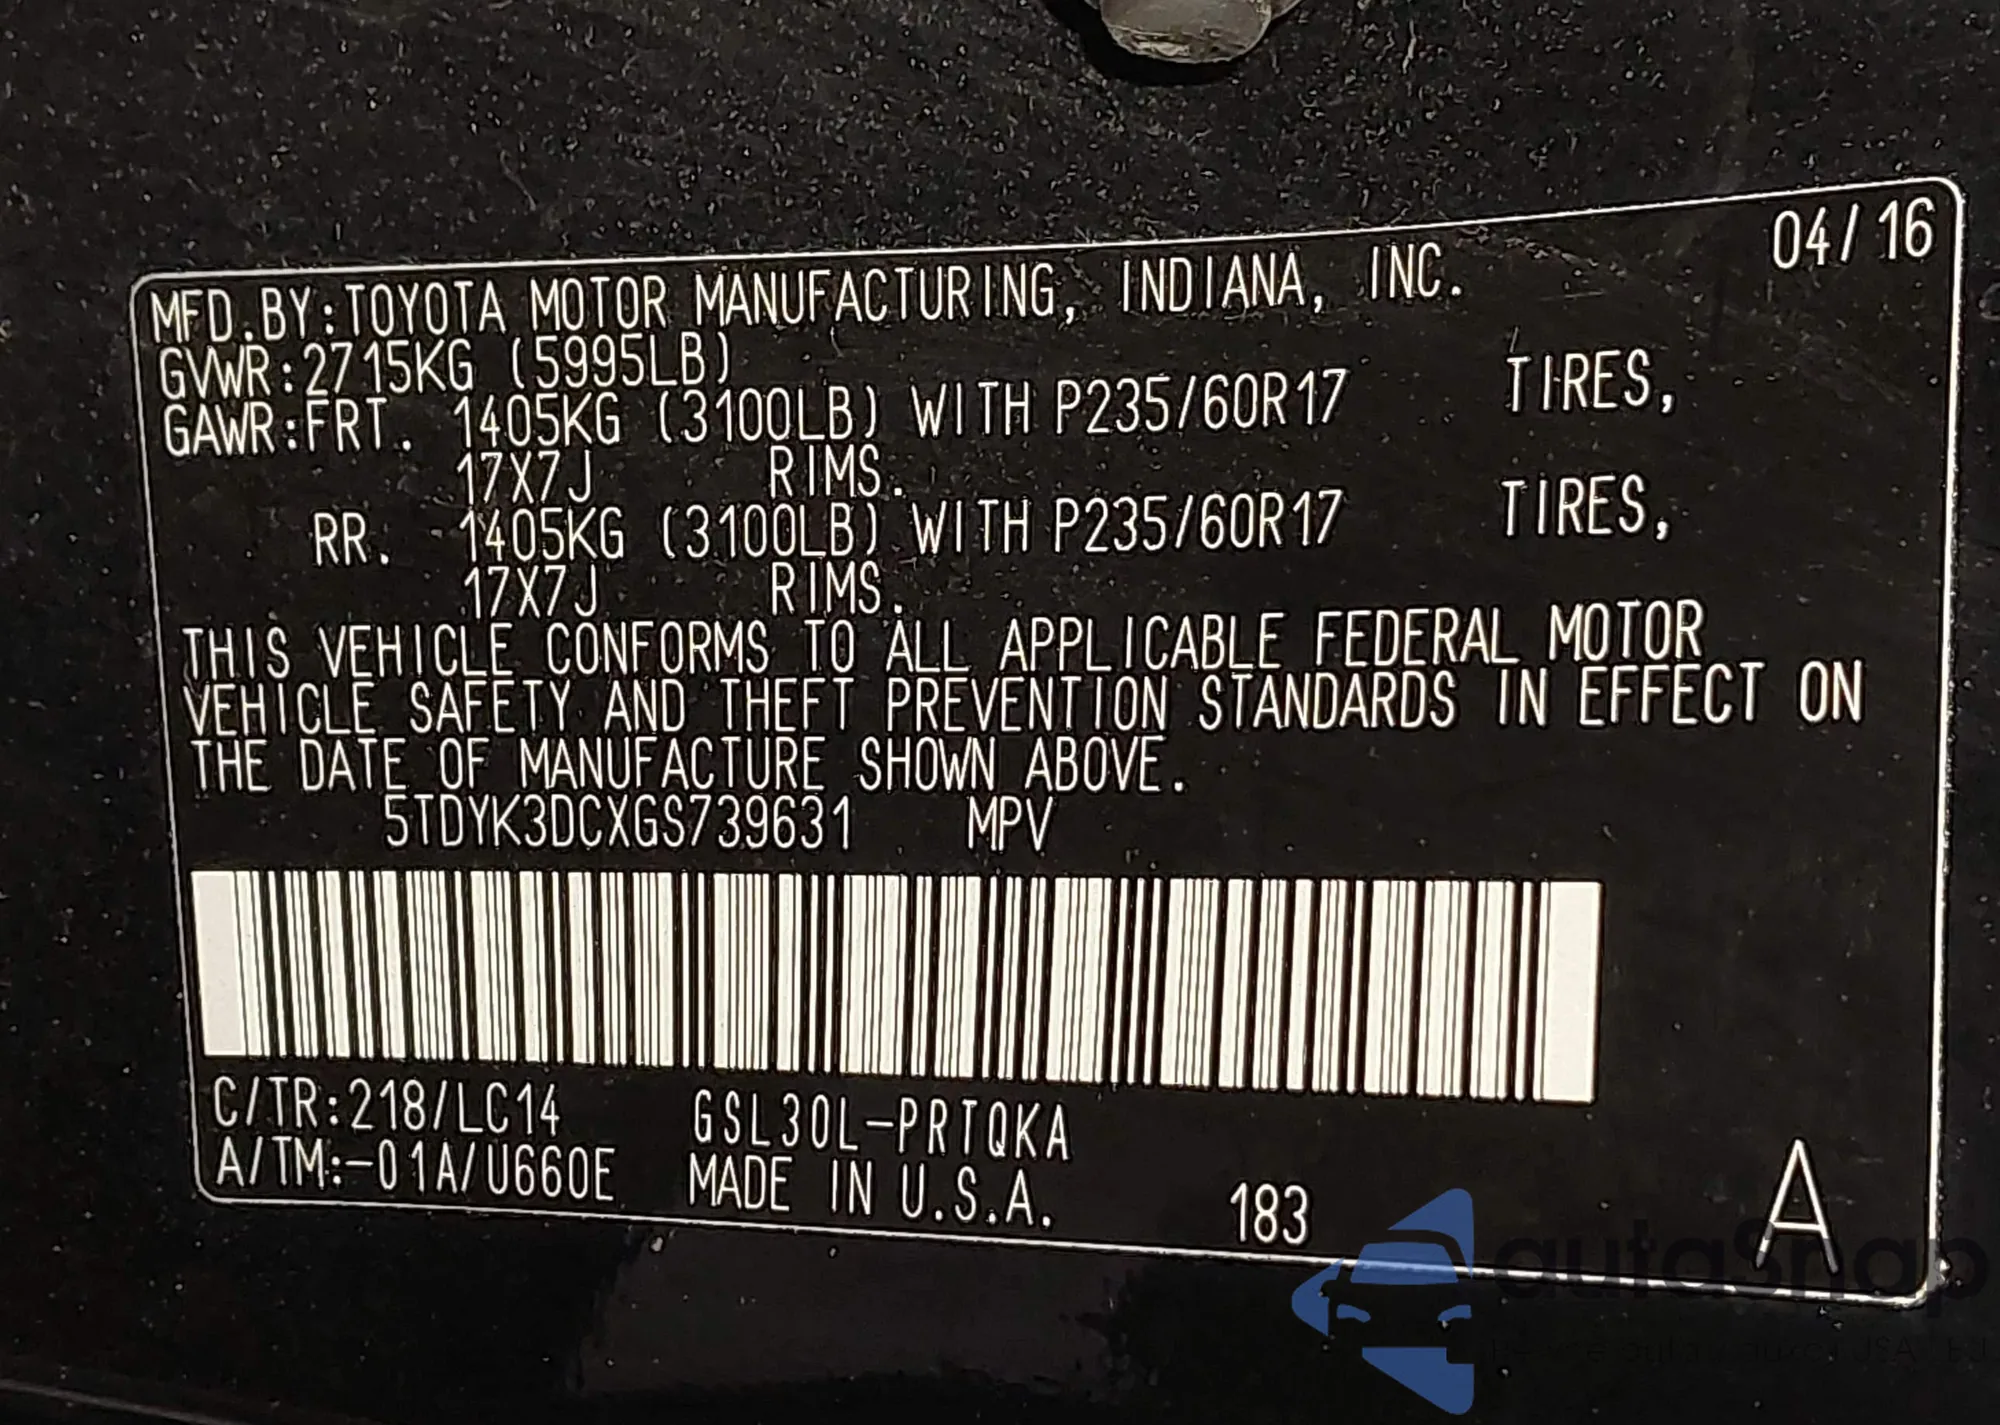 04/16
MFD.BY:TOYOTA MOTOR MANUFACTURING, INDIANA, INC.
GVWR:2715KG (5995LB)
GAWR:FRT. 1405KG (3100LB) WITH P235/60R17 TIRES,
17X7J RIMS.
RR. 1405KG (3100LB) WITH P235/60R17 TIRES,
17X7J RIMS.
THIS VEHICLE CONFORMS TO ALL APPLICABLE FEDERAL MOTOR
VEHICLE SAFETY AND THEFT PREVENTION STANDARDS IN EFFECT ON
THE DATE OF MANUFACTURE SHOWN ABOVE.
5TDYK3DCXGS739631 MPV
C/TR:218/LC14 GSL30L-PRTQKA
A/TM:-01A/U660E MADE IN U.S.A. 183 A
autoSnap